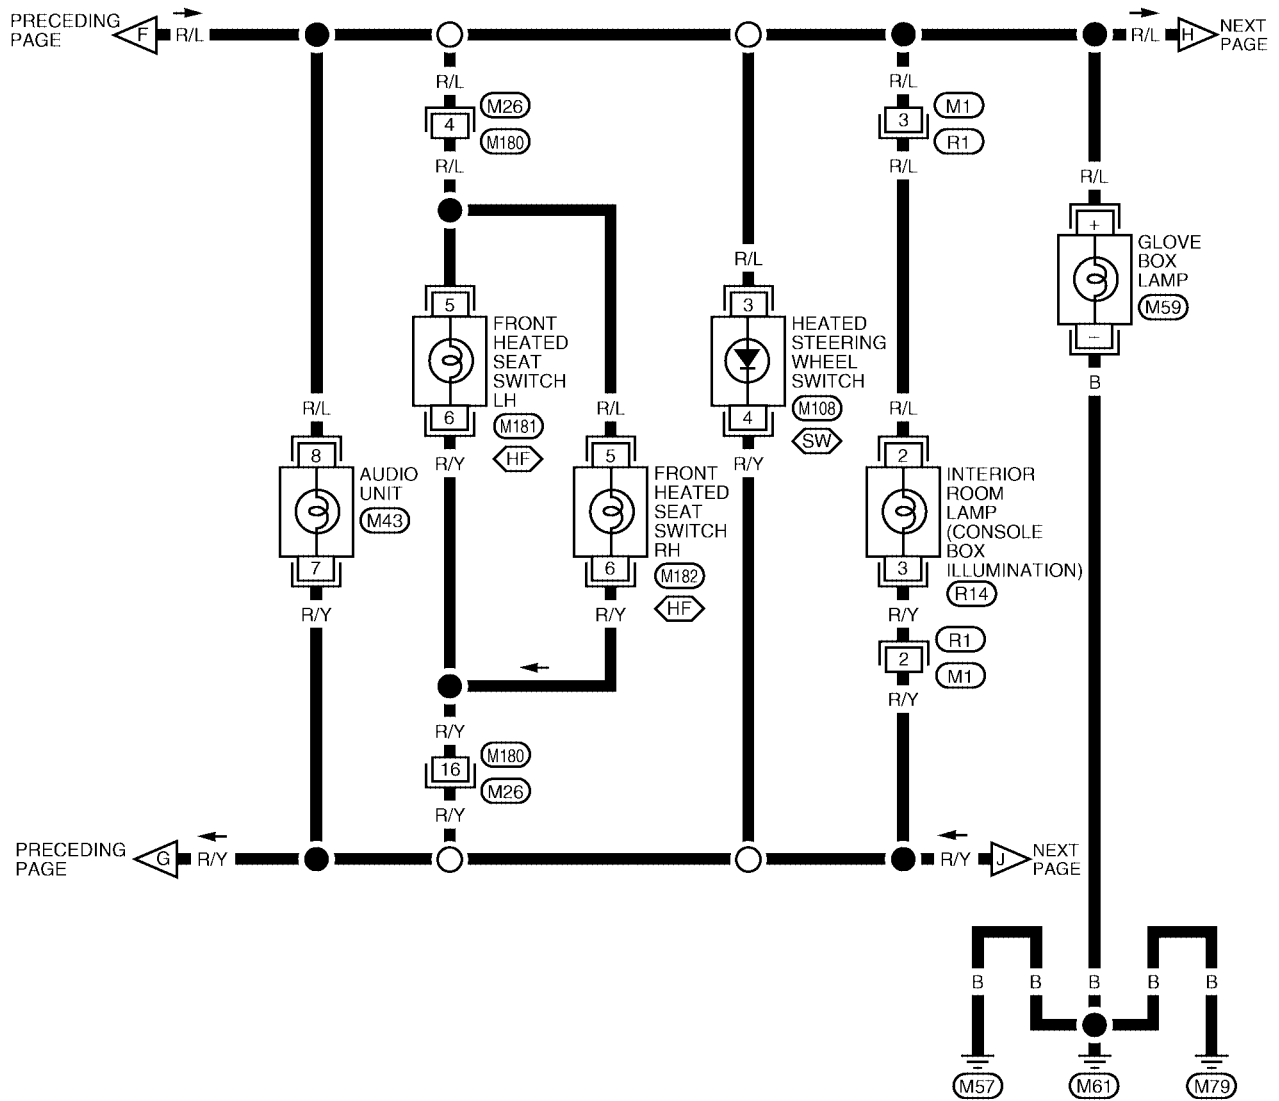 PRECEDING
PAGE
F
R/L
R/L
H
NEXT
PAGE
R/L
4
M26
M180
R/L
R/L
3
M1
R1
R/L
R/L
+
GLOVE
BOX
LAMP
M59
–
B
R/L
3
HEATED
STEERING
WHEEL
SWITCH
M108
SW
4
R/Y
5
FRONT
HEATED
SEAT
SWITCH
LH
M181
HF
6
R/Y
R/L
8
AUDIO
UNIT
M43
7
R/Y
R/L
5
FRONT
HEATED
SEAT
SWITCH
RH
M182
HF
6
R/Y
R/L
2
INTERIOR
ROOM
LAMP
(CONSOLE
BOX
ILLUMINATION)
R14
3
R/Y
2
R1
M1
R/Y
R/Y
16
M180
M26
R/Y
PRECEDING
PAGE
G
R/Y
R/Y
J
NEXT
PAGE
B
B
B
B
B
M57
M61
M79